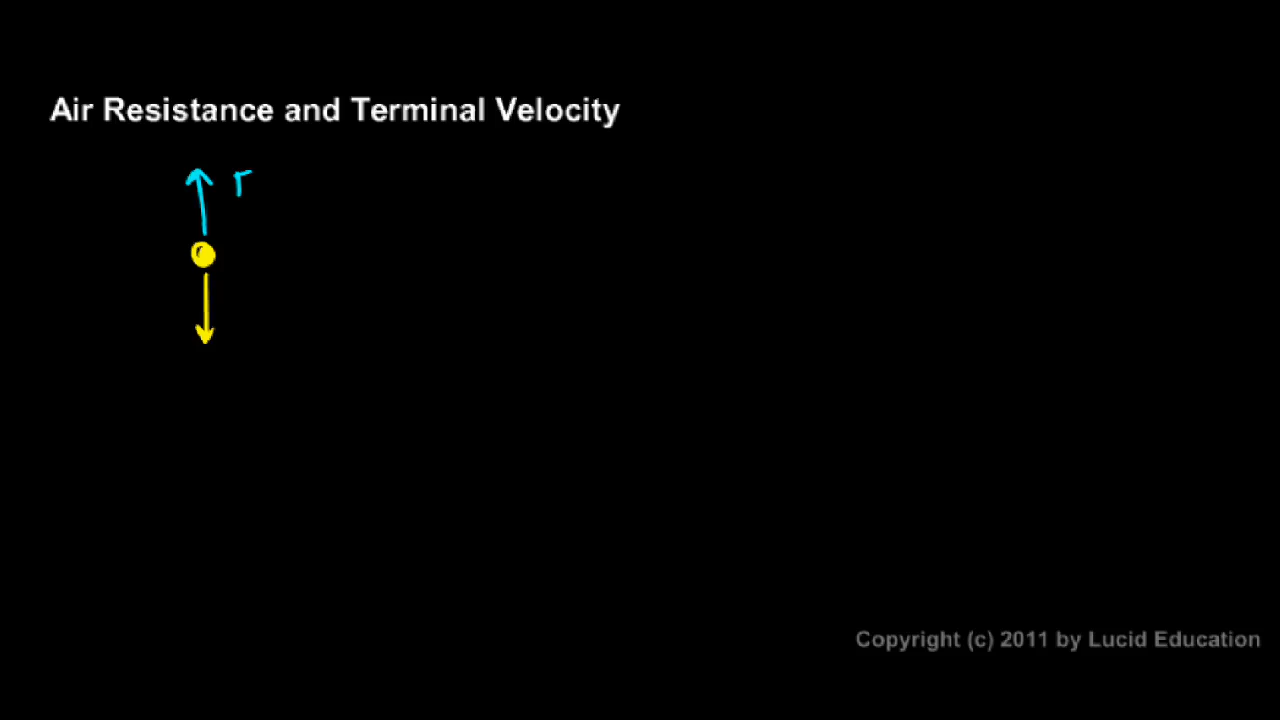 Air Resistance and Terminal Velocity
Copyright (c) 2011 by Lucid Education